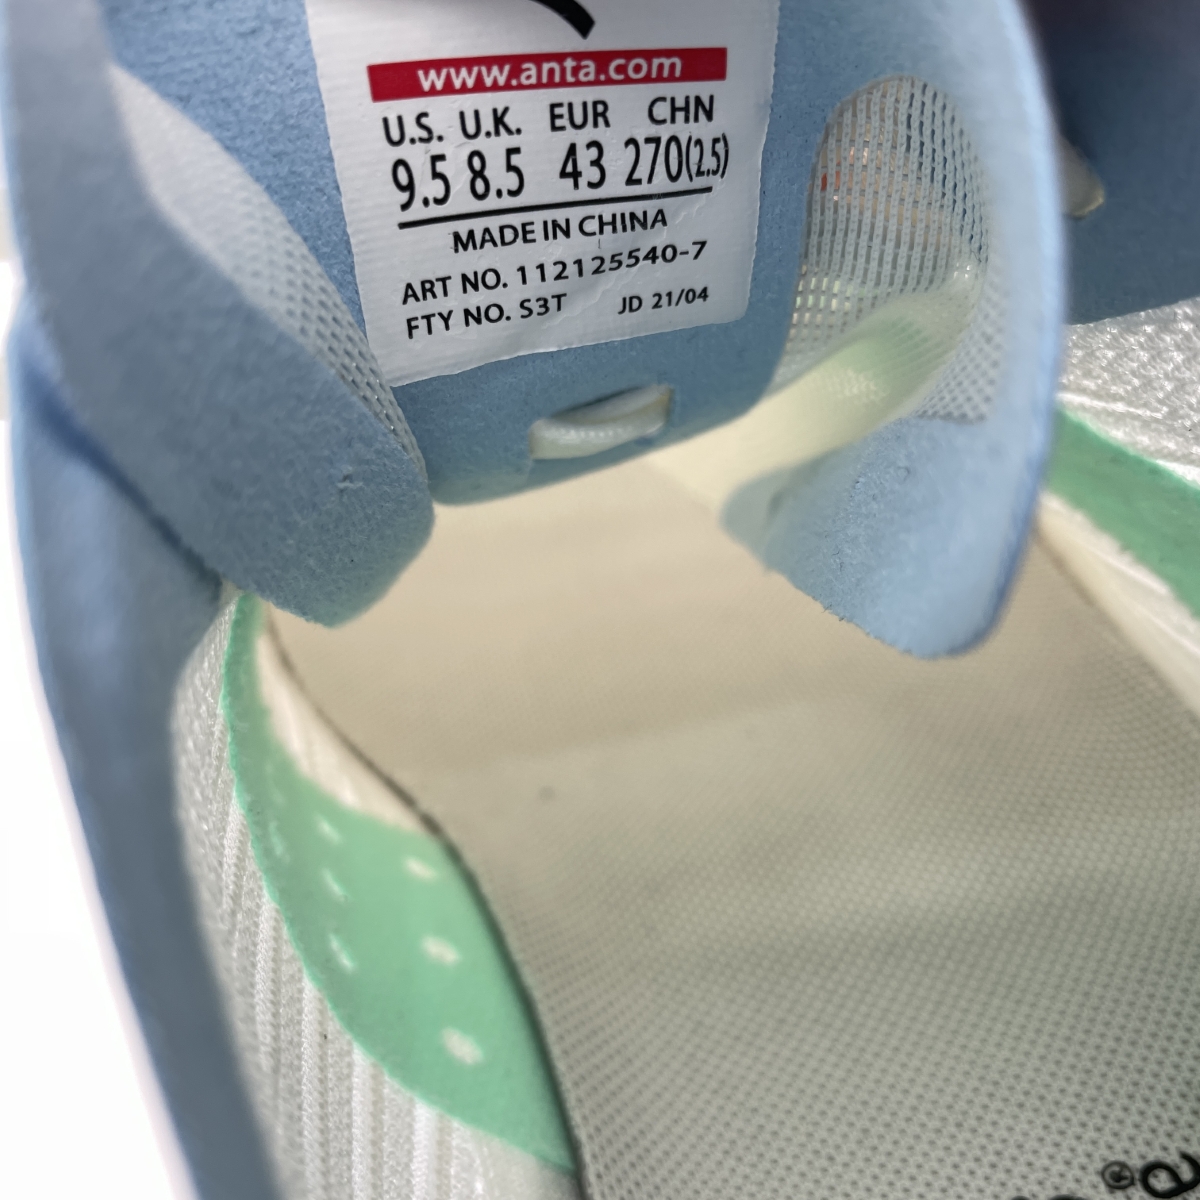 www.anta.com
U.S. U.K. EUR CHN
9.5 8.5 43 270(2.5)
MADE IN CHINA
ART NO. 112125540-7
FTY NO. S3T JD 21/04
®